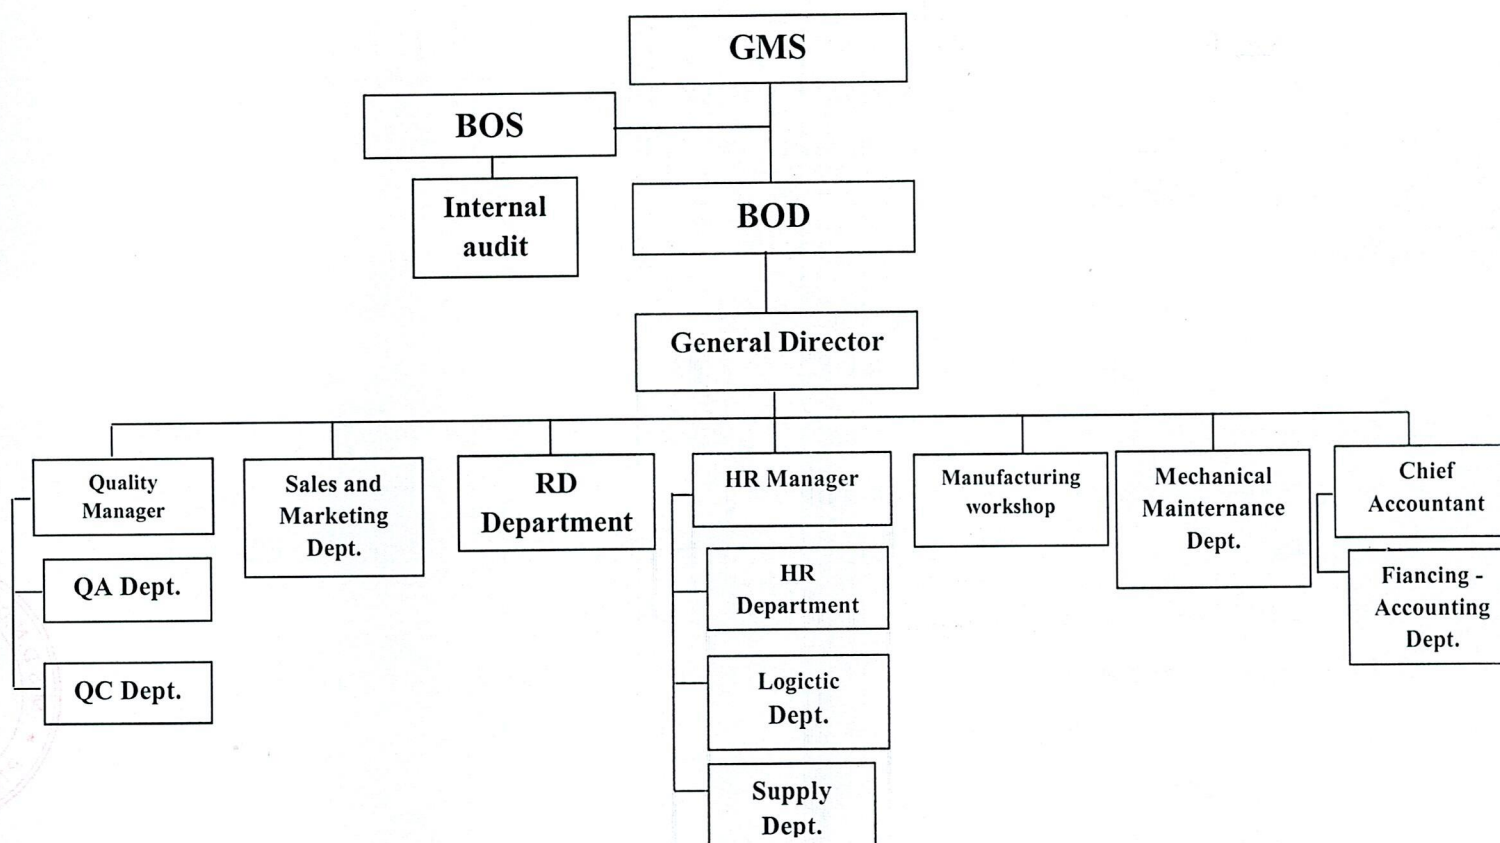 GMS
BOS
Internal
audit
BOD
General Director
Quality
Manager
QA Dept.
QC Dept.
Sales and
Marketing
Dept.
RD
Department
HR Manager
HR
Department
Logictic
Dept.
Supply
Dept.
Manufacturing
workshop
Mechanical
Mainternance
Dept.
Chief
Accountant
Fiancing -
Accounting
Dept.